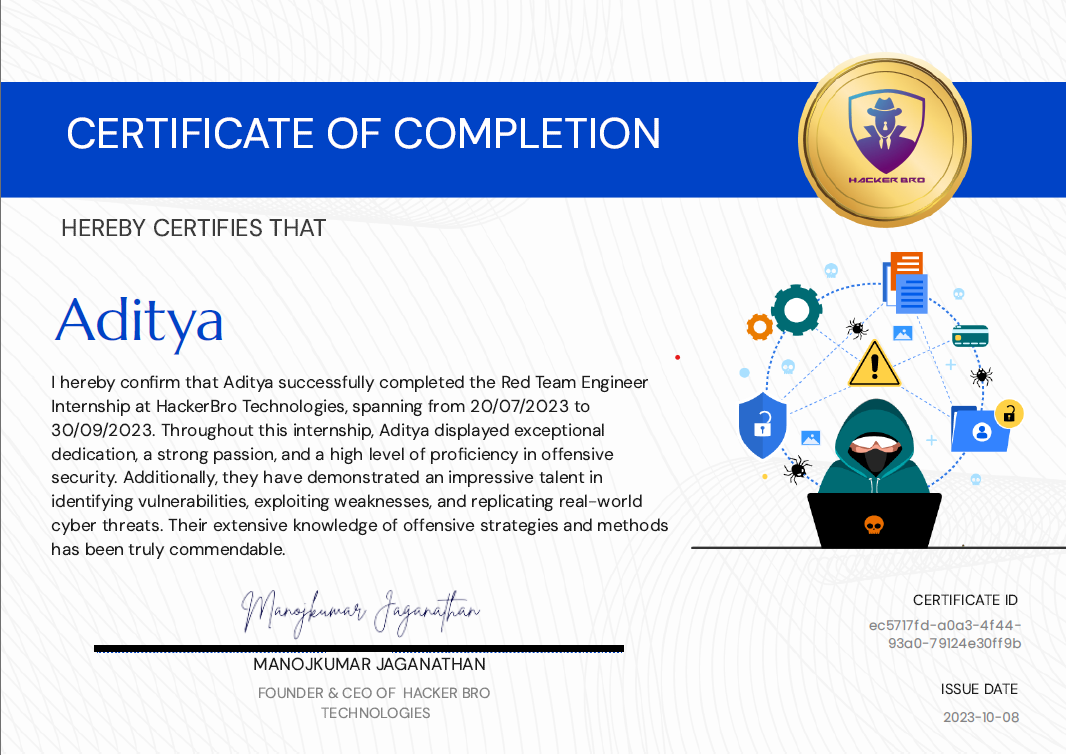 CERTIFICATE OF COMPLETION
HACKER BRO
HEREBY CERTIFIES THAT
Aditya
I hereby confirm that Aditya successfully completed the Red Team Engineer
Internship at HackerBro Technologies, spanning from 20/07/2023 to
30/09/2023. Throughout this internship, Aditya displayed exceptional
dedication, a strong passion, and a high level of proficiency in offensive
security. Additionally, they have demonstrated an impressive talent in
identifying vulnerabilities, exploiting weaknesses, and replicating real-world
cyber threats. Their extensive knowledge of offensive strategies and methods
has been truly commendable.
Manojkumar Jaganathan
MANOJKUMAR JAGANATHAN
FOUNDER & CEO OF HACKER BRO
TECHNOLOGIES
CERTIFICATE ID
ec5717fd-a0a3-4f44-
93a0-79124e30ff9b
ISSUE DATE
2023-10-08